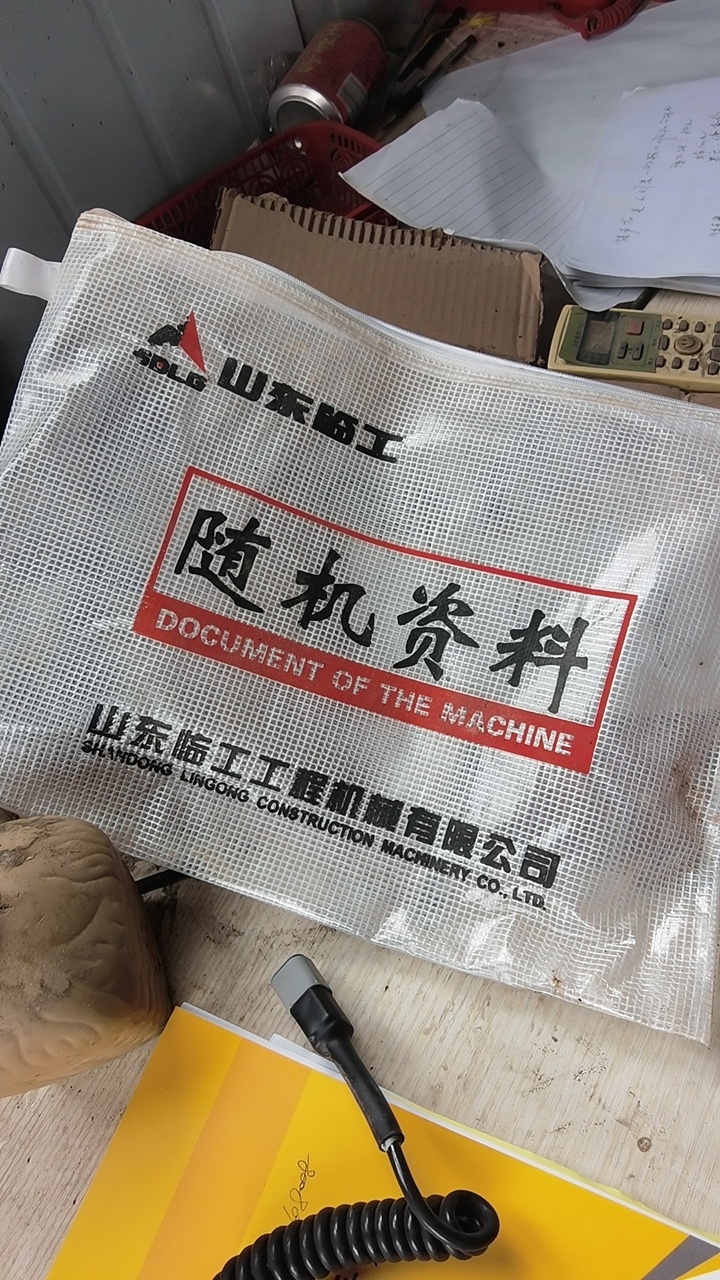 SDLG 山东临工
随机资料
DOCUMENT OF THE MACHINE
山东临工工程机械有限公司
SHANDONG LINGONG CONSTRUCTION MACHINERY CO., LTD.